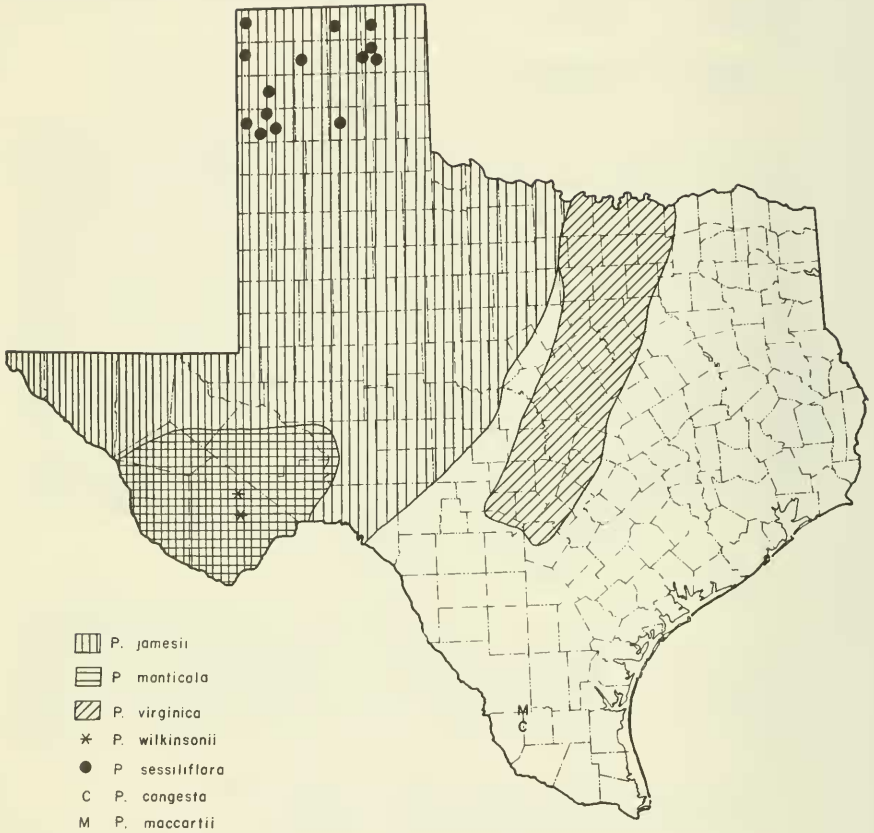 M
C
P. jamesii
P monticola
P. virginica
P. wilkinsonii
P sessiliflora
C P. congesta
M P. maccartii